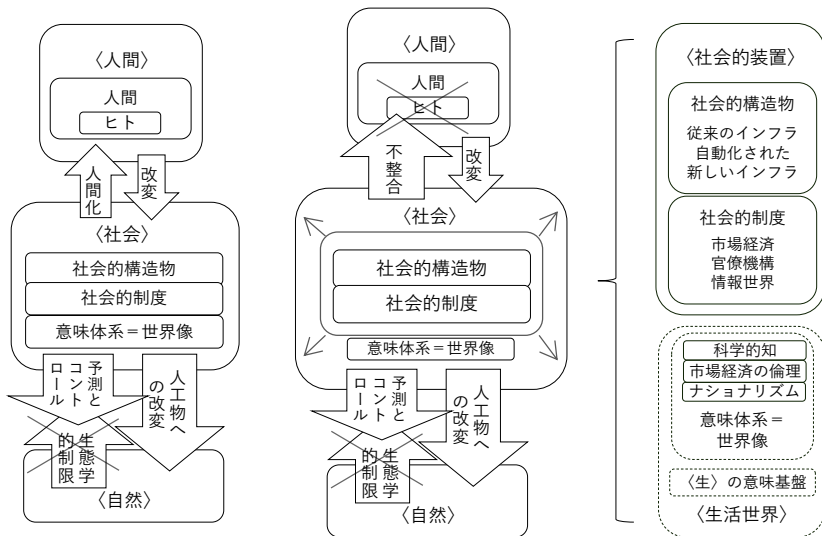 〈人間〉
人間
ヒト
人間化
改変
〈社会〉
社会的構造物
社会的制度
意味体系＝世界像
予測と
コント
ロール
人工物へ
の改変
生態学
的制限
〈自然〉
〈人間〉
人間
ヒト
不整合
改変
〈社会〉
社会的構造物
社会的制度
意味体系＝世界像
予測と
コント
ロール
人工物へ
の改変
生態学
的制限
〈自然〉
〈社会的装置〉
社会的構造物
従来のインフラ
自動化された
新しいインフラ
社会的制度
市場経済
官僚機構
情報世界
科学的知
市場経済の倫理
ナショナリズム
意味体系＝
世界像
〈生〉の意味基盤
〈生活世界〉